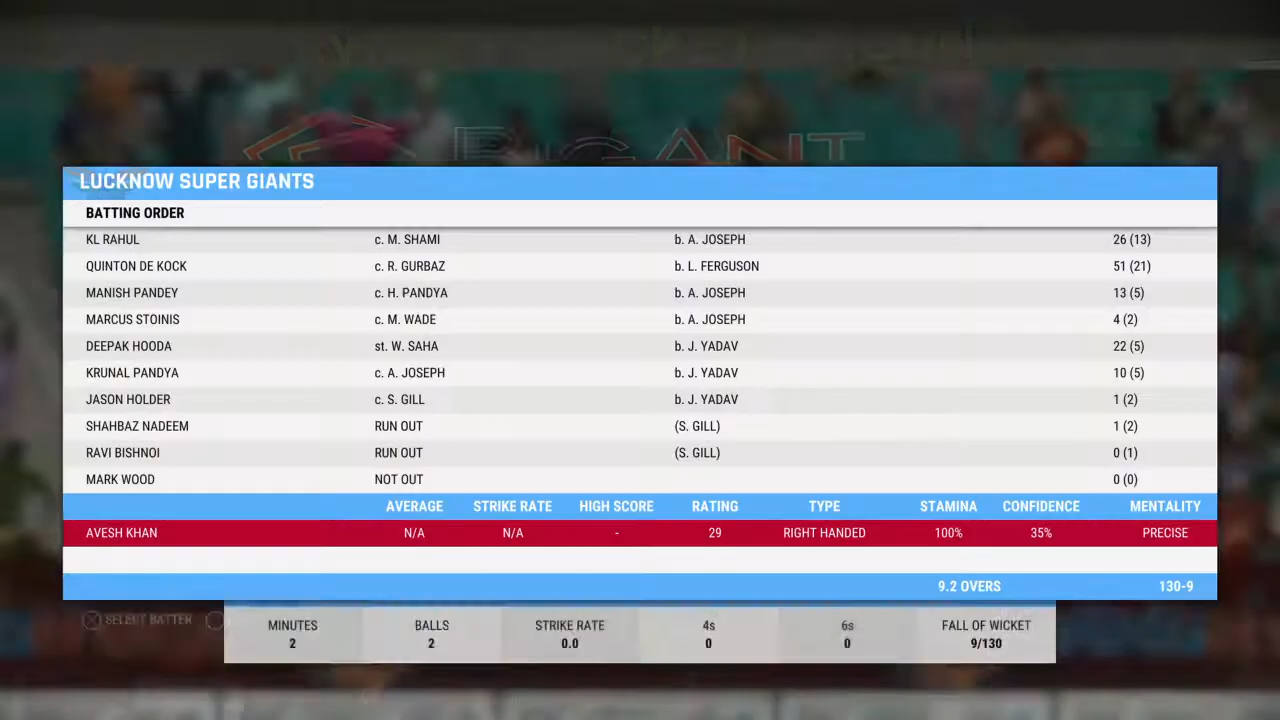 BIGANT
LUCKNOW SUPER GIANTS
BATTING ORDER
KL RAHUL c. M. SHAMI b. A. JOSEPH 26 (13)
QUINTON DE KOCK c. R. GURBAZ b. L. FERGUSON 51 (21)
MANISH PANDEY c. H. PANDYA b. A. JOSEPH 13 (5)
MARCUS STOINIS c. M. WADE b. A. JOSEPH 4 (2)
DEEPAK HOODA st. W. SAHA b. J. YADAV 22 (5)
KRUNAL PANDYA c. A. JOSEPH b. J. YADAV 10 (5)
JASON HOLDER c. S. GILL b. J. YADAV 1 (2)
SHAHBAZ NADEEM RUN OUT (S. GILL) 1 (2)
RAVI BISHNOI RUN OUT (S. GILL) 0 (1)
MARK WOOD NOT OUT 0 (0)
AVERAGE STRIKE RATE HIGH SCORE RATING TYPE STAMINA CONFIDENCE MENTALITY
AVESH KHAN N/A N/A - 29 RIGHT HANDED 100% 35% PRECISE
9.2 OVERS 130-9
SELECT BATTER
MINUTES BALLS STRIKE RATE 4s 6s FALL OF WICKET
2 2 0.0 0 0 9/130